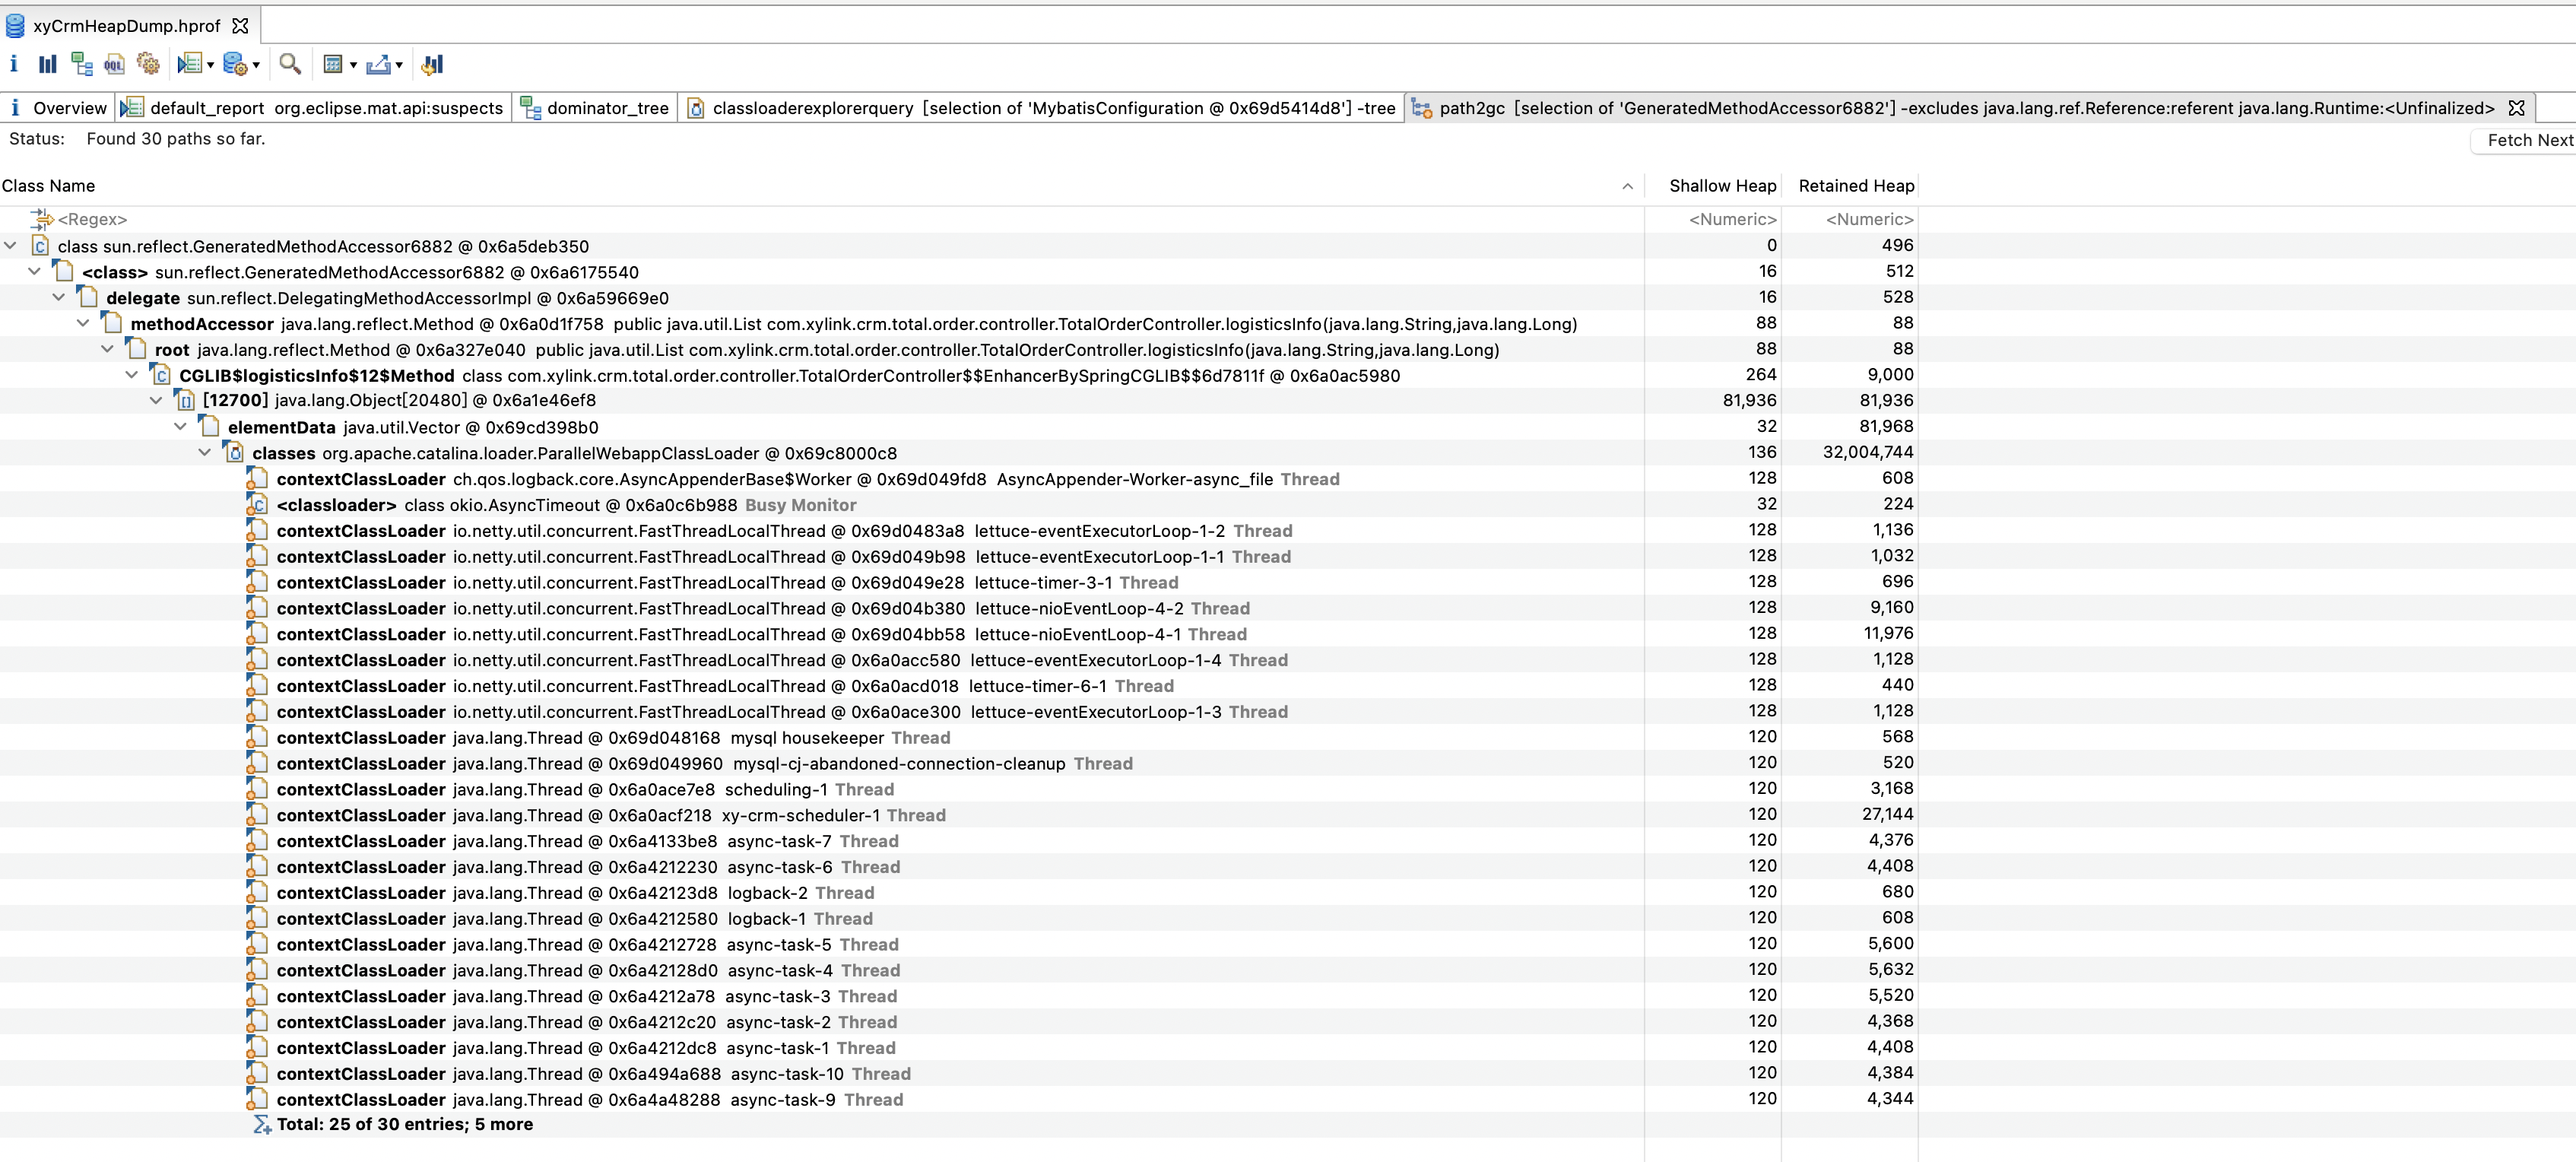 xyCrmHeapDump.hprof
i OQL
i Overview default_report org.eclipse.mat.api:suspects dominator_tree classloaderexplorerquery [selection of 'MybatisConfiguration @ 0x69d5414d8'] -tree path2gc [selection of 'GeneratedMethodAccessor6882'] -excludes java.lang.ref.Reference:referent java.lang.Runtime:<Unfinalized>
Status: Found 30 paths so far. Fetch Next
Class Name Shallow Heap Retained Heap
<Regex> <Numeric> <Numeric>
class sun.reflect.GeneratedMethodAccessor6882 @ 0x6a5deb350 0 496
<class> sun.reflect.GeneratedMethodAccessor6882 @ 0x6a6175540 16 512
delegate sun.reflect.DelegatingMethodAccessorImpl @ 0x6a59669e0 16 528
methodAccessor java.lang.reflect.Method @ 0x6a0d1f758 public java.util.List com.xylink.crm.total.order.controller.TotalOrderController.logisticsInfo(java.lang.String,java.lang.Long) 88 88
root java.lang.reflect.Method @ 0x6a327e040 public java.util.List com.xylink.crm.total.order.controller.TotalOrderController.logisticsInfo(java.lang.String,java.lang.Long) 88 88
CGLIB$logisticsInfo$12$Method class com.xylink.crm.total.order.controller.TotalOrderController$$EnhancerBySpringCGLIB$$6d7811f @ 0x6a0ac5980 264 9,000
[12700] java.lang.Object[20480] @ 0x6a1e46ef8 81,936 81,936
elementData java.util.Vector @ 0x69cd398b0 32 81,968
classes org.apache.catalina.loader.ParallelWebappClassLoader @ 0x69c8000c8 136 32,004,744
contextClassLoader ch.qos.logback.core.AsyncAppenderBase$Worker @ 0x69d049fd8 AsyncAppender-Worker-async_file Thread 128 608
<classloader> class okio.AsyncTimeout @ 0x6a0c6b988 Busy Monitor 32 224
contextClassLoader io.netty.util.concurrent.FastThreadLocalThread @ 0x69d0483a8 lettuce-eventExecutorLoop-1-2 Thread 128 1,136
contextClassLoader io.netty.util.concurrent.FastThreadLocalThread @ 0x69d049b98 lettuce-eventExecutorLoop-1-1 Thread 128 1,032
contextClassLoader io.netty.util.concurrent.FastThreadLocalThread @ 0x69d049e28 lettuce-timer-3-1 Thread 128 696
contextClassLoader io.netty.util.concurrent.FastThreadLocalThread @ 0x69d04b380 lettuce-nioEventLoop-4-2 Thread 128 9,160
contextClassLoader io.netty.util.concurrent.FastThreadLocalThread @ 0x69d04bb58 lettuce-nioEventLoop-4-1 Thread 128 11,976
contextClassLoader io.netty.util.concurrent.FastThreadLocalThread @ 0x6a0acc580 lettuce-eventExecutorLoop-1-4 Thread 128 1,128
contextClassLoader io.netty.util.concurrent.FastThreadLocalThread @ 0x6a0acd018 lettuce-timer-6-1 Thread 128 440
contextClassLoader io.netty.util.concurrent.FastThreadLocalThread @ 0x6a0ace300 lettuce-eventExecutorLoop-1-3 Thread 128 1,128
contextClassLoader java.lang.Thread @ 0x69d048168 mysql housekeeper Thread 120 568
contextClassLoader java.lang.Thread @ 0x69d049960 mysql-cj-abandoned-connection-cleanup Thread 120 520
contextClassLoader java.lang.Thread @ 0x6a0ace7e8 scheduling-1 Thread 120 3,168
contextClassLoader java.lang.Thread @ 0x6a0acf218 xy-crm-scheduler-1 Thread 120 27,144
contextClassLoader java.lang.Thread @ 0x6a4133be8 async-task-7 Thread 120 4,376
contextClassLoader java.lang.Thread @ 0x6a4212230 async-task-6 Thread 120 4,408
contextClassLoader java.lang.Thread @ 0x6a42123d8 logback-2 Thread 120 680
contextClassLoader java.lang.Thread @ 0x6a4212580 logback-1 Thread 120 608
contextClassLoader java.lang.Thread @ 0x6a4212728 async-task-5 Thread 120 5,600
contextClassLoader java.lang.Thread @ 0x6a42128d0 async-task-4 Thread 120 5,632
contextClassLoader java.lang.Thread @ 0x6a4212a78 async-task-3 Thread 120 5,520
contextClassLoader java.lang.Thread @ 0x6a4212c20 async-task-2 Thread 120 4,368
contextClassLoader java.lang.Thread @ 0x6a4212dc8 async-task-1 Thread 120 4,408
contextClassLoader java.lang.Thread @ 0x6a494a688 async-task-10 Thread 120 4,384
contextClassLoader java.lang.Thread @ 0x6a4a48288 async-task-9 Thread 120 4,344
Total: 25 of 30 entries; 5 more